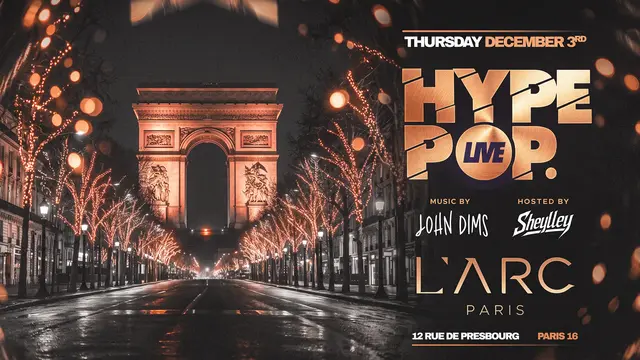 THURSDAY DECEMBER 3RD
HYPE
POP.
LIVE
MUSIC BY
JOHN DIMS
HOSTED BY
Sheylley
L'ARC
PARIS
12 RUE DE PRESBOURG PARIS 16